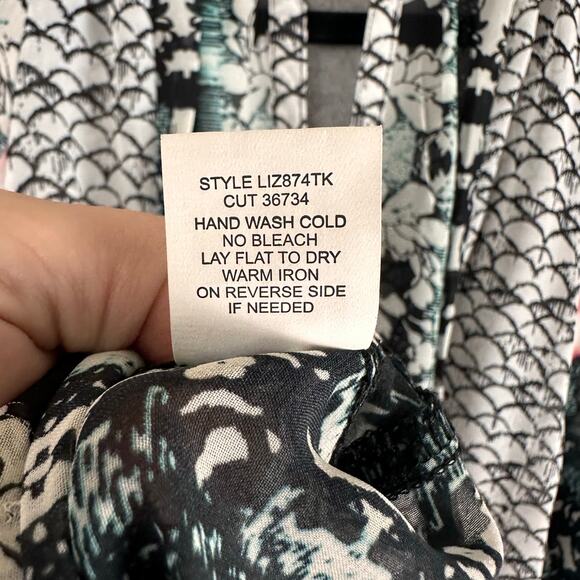 STYLE LIZ874TK
CUT 36734
HAND WASH COLD
NO BLEACH
LAY FLAT TO DRY
WARM IRON
ON REVERSE SIDE
IF NEEDED